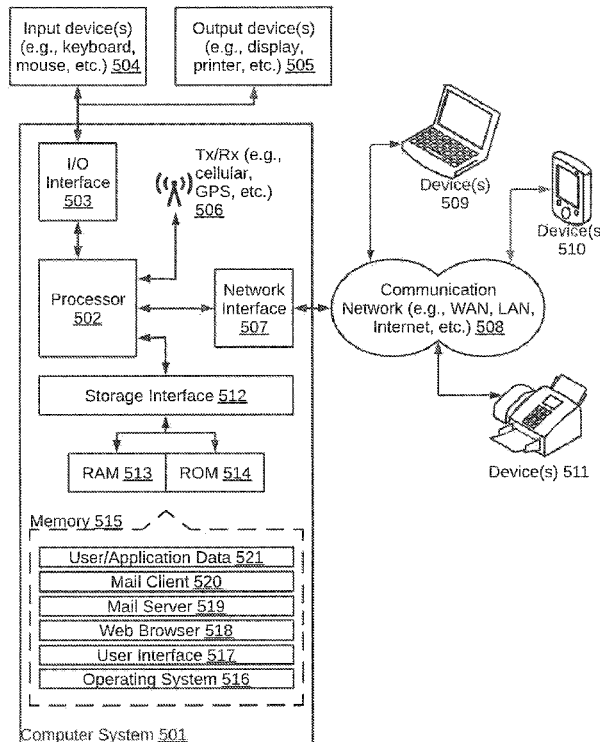 Input device(s)
(e.g., keyboard,
mouse, etc.) 504
Output device(s)
(e.g., display,
printer, etc.) 505
I/O
Interface
503
Tx/Rx (e.g.,
cellular,
GPS, etc.)
506
Device(s)
509
Device(s
510
Processor
502
Network
Interface
507
Communication
Network (e.g., WAN, LAN,
Internet, etc.) 508
Storage Interface 512
RAM 513
ROM 514
Device(s) 511
Memory 515
User/Application Data 521
Mail Client 520
Mail Server 519
Web Browser 518
User Interface 517
Operating System 516
Computer System 501